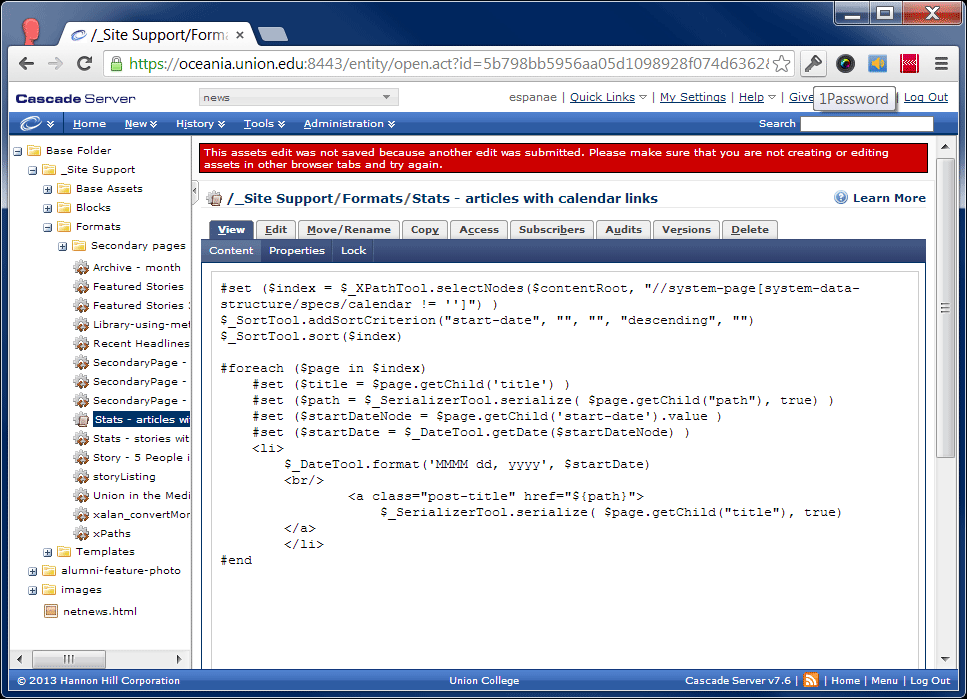 /_Site Support/Forma
https://oceania.union.edu:8443/entity/open.act?id=5b798bb5956aa05d1098928f074d6362
Cascade Server
news
espanae | Quick Links | My Settings | Help | Give
1Password
Log Out
Home New History Tools Administration
Search
Base Folder
_Site Support
Base Assets
Blocks
Formats
Secondary pages
Archive - month
Featured Stories
Featured Stories
Library-using-met
Recent Headlines
SecondaryPage -
SecondaryPage -
SecondaryPage -
Stats - articles wi
Stats - stories wit
Story - 5 People i
storyListing
Union in the Medi
xalan_convertMor
xPaths
Templates
alumni-feature-photo
images
netnews.html
This assets edit was not saved because another edit was submitted. Please make sure that you are not creating or editing
assets in other browser tabs and try again.
/_Site Support/Formats/Stats - articles with calendar links
Learn More
View Edit Move/Rename Copy Access Subscribers Audits Versions Delete
Content Properties Lock
#set ($index = $_XPathTool.selectNodes($contentRoot, "//system-page[system-data-
structure/specs/calendar != '']") )
$_SortTool.addSortCriterion("start-date", "", "", "descending", "")
$_SortTool.sort($index)
#foreach ($page in $index)
#set ($title = $page.getChild('title') )
#set ($path = $_SerializerTool.serialize( $page.getChild("path"), true) )
#set ($startDateNode = $page.getChild('start-date').value )
#set ($startDate = $_DateTool.getDate($startDateNode) )
<li>
$_DateTool.format('MMMM dd, yyyy', $startDate)
<br/>
<a class="post-title" href="${path}">
$_SerializerTool.serialize( $page.getChild("title"), true)
</a>
</li>
#end
© 2013 Hannon Hill Corporation
Union College
Cascade Server v7.6 | Home | Menu | Log Out